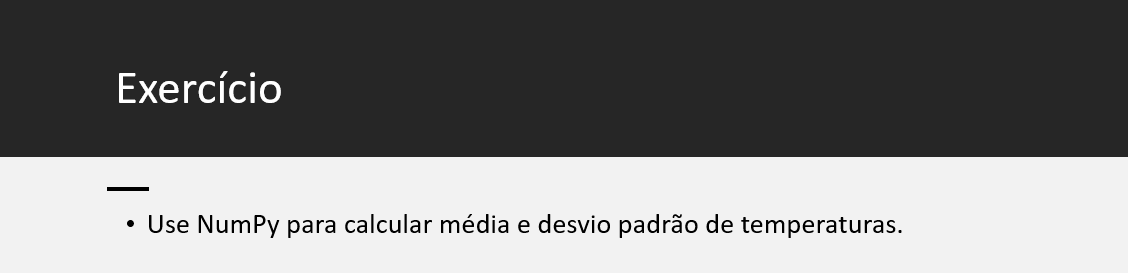 Exercício
• Use NumPy para calcular média e desvio padrão de temperaturas.